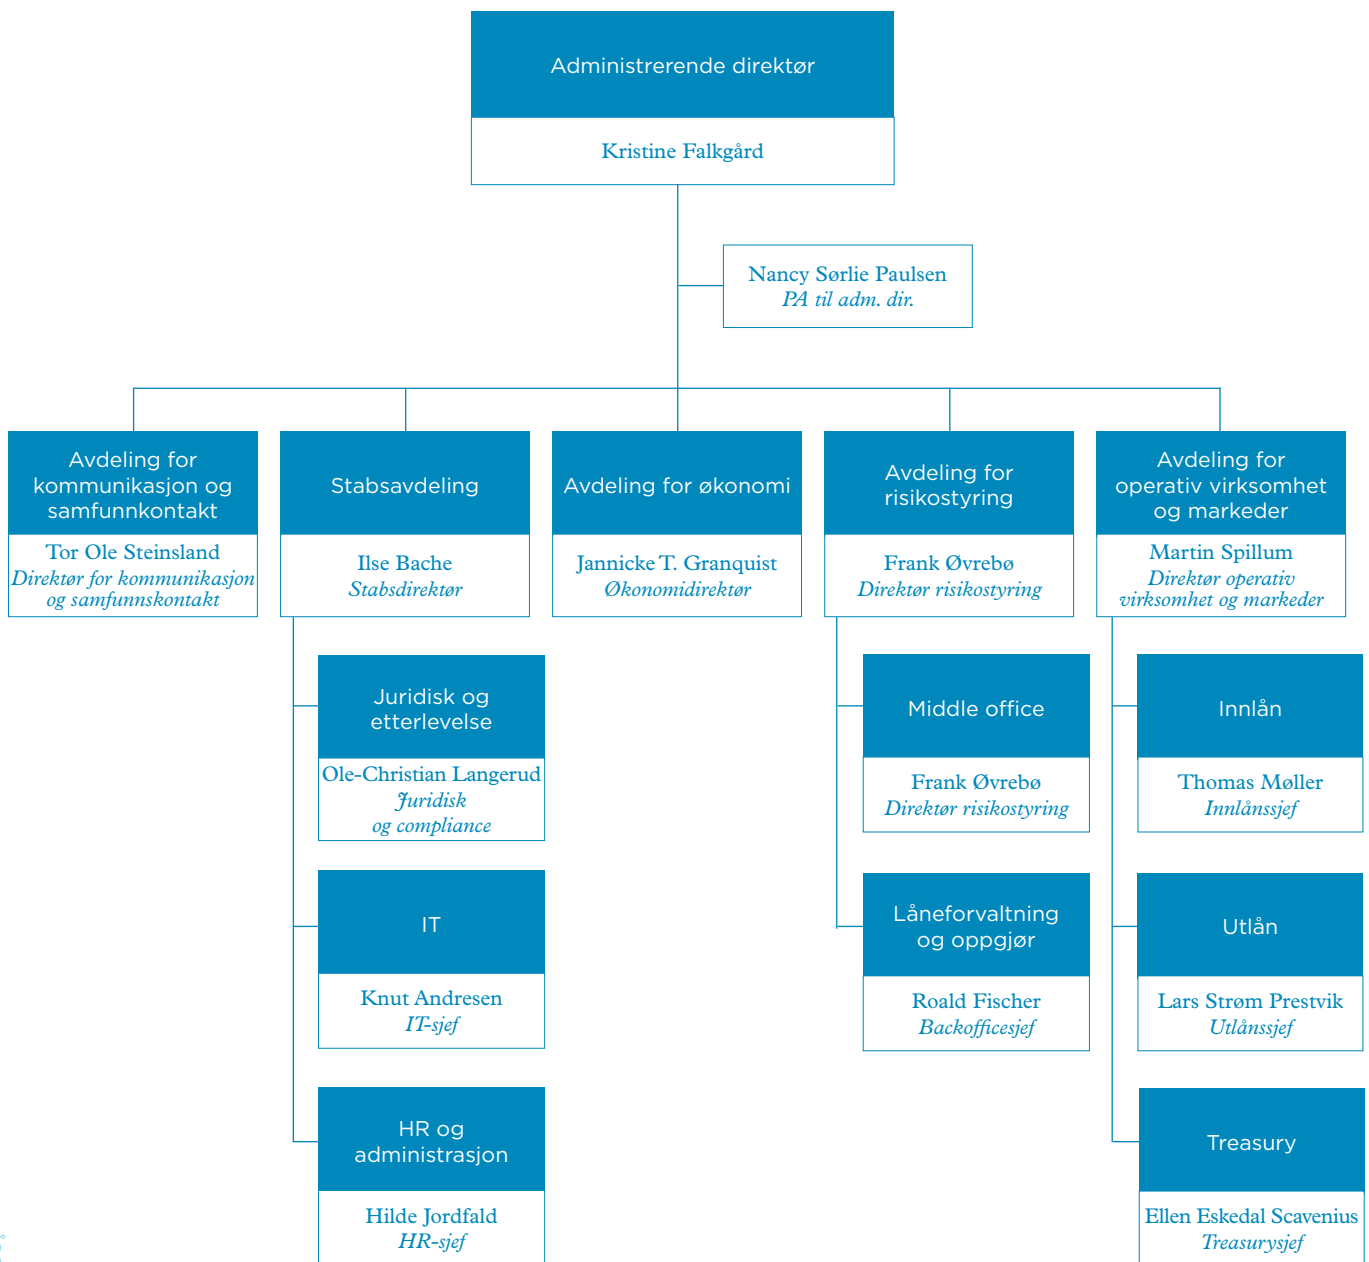 Administrerende direktør
Kristine Falkgård
Nancy Sørlie Paulsen
PA til adm. dir.
Avdeling for
kommunikasjon og
samfunnkontakt
Tor Ole Steinsland
Direktør for kommunikasjon
og samfunnskontakt
Stabsavdeling
Ilse Bache
Stabsdirektør
Avdeling for økonomi
Jannicke T. Granquist
Økonomidirektør
Avdeling for
risikostyring
Frank Øvrebø
Direktør risikostyring
Avdeling for
operativ virksomhet
og markeder
Martin Spillum
Direktør operativ
virksomhet og markeder
Juridisk og
etterlevelse
Ole-Christian Langerud
Juridisk
og compliance
IT
Knut Andresen
IT-sjef
HR og
administrasjon
Hilde Jordfald
HR-sjef
Middle office
Frank Øvrebø
Direktør risikostyring
Låneforvaltning
og oppgjør
Roald Fischer
Backofficesjef
Innlån
Thomas Møller
Innlånssjef
Utlån
Lars Strøm Prestvik
Utlånssjef
Treasury
Ellen Eskedal Scavenius
Treasurysjef